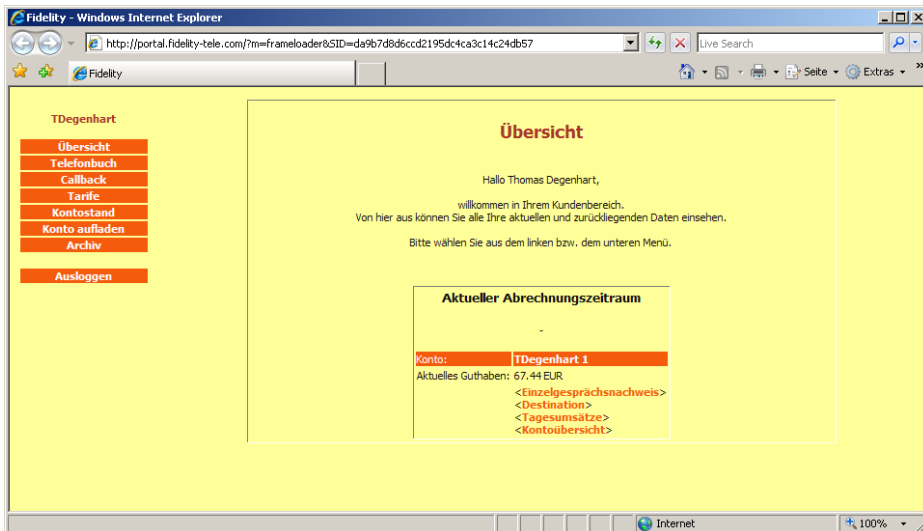 Fidelity - Windows Internet Explorer
http://portal.fidelity-tele.com/?m=frameloader&SID=da9b7d8d6ccd2195dc4ca3c14c24db57
Live Search
Fidelity
Seite
Extras
TDegenhart
Übersicht
Telefonbuch
Callback
Tarife
Kontostand
Konto aufladen
Archiv
Ausloggen
Übersicht
Hallo Thomas Degenhart,
willkommen in Ihrem Kundenbereich.
Von hier aus können Sie alle Ihre aktuellen und zurückliegenden Daten einsehen.
Bitte wählen Sie aus dem linken bzw. dem unteren Menü.
Aktueller Abrechnungszeitraum
-
Konto: TDegenhart 1
Aktuelles Guthaben: 67.44 EUR
<Einzelgesprächsnachweis>
<Destination>
<Tagesumsätze>
<Kontoübersicht>
Internet
100%